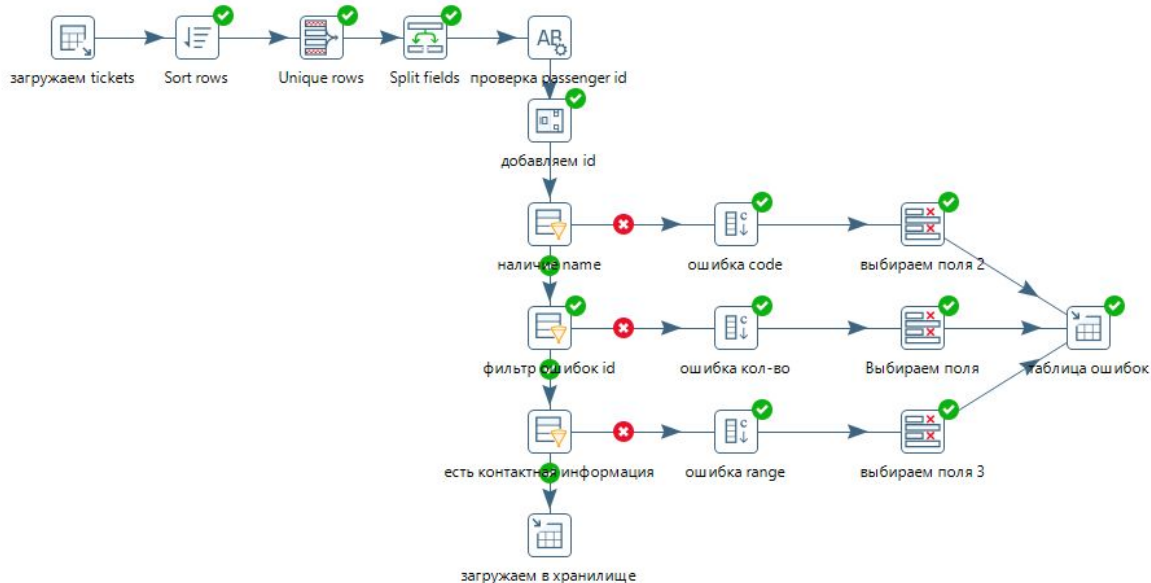 AB
загружаем tickets
Sort rows
Unique rows
Split fields
проверка passenger id
добавляем id
c
наличие name
ошибка code
выбираем поля 2
c
фильтр ошибок id
ошибка кол-во
Выбираем поля
таблица ошибок
c
есть контактная информация
ошибка range
выбираем поля 3
загружаем в хранилище